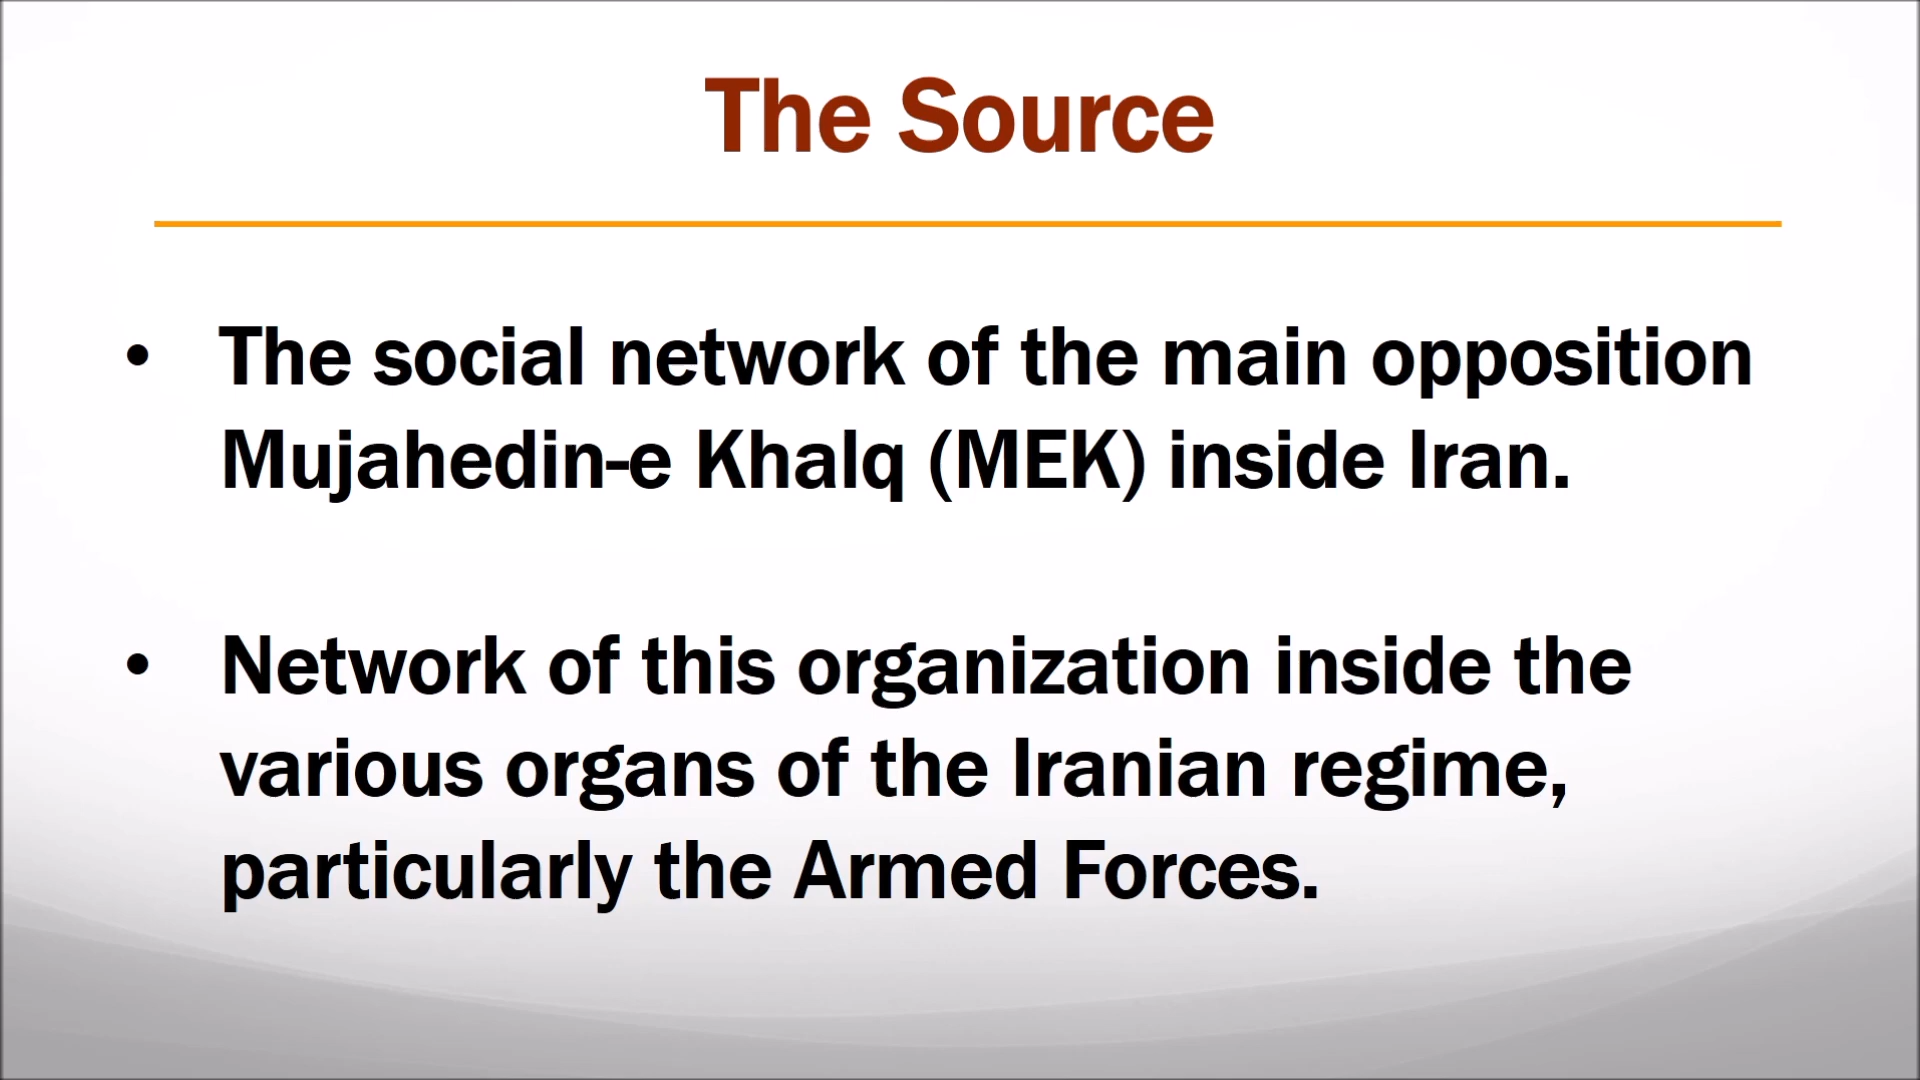 The Source
• The social network of the main opposition
Mujahedin-e Khalq (MEK) inside Iran.
• Network of this organization inside the
various organs of the Iranian regime,
particularly the Armed Forces.